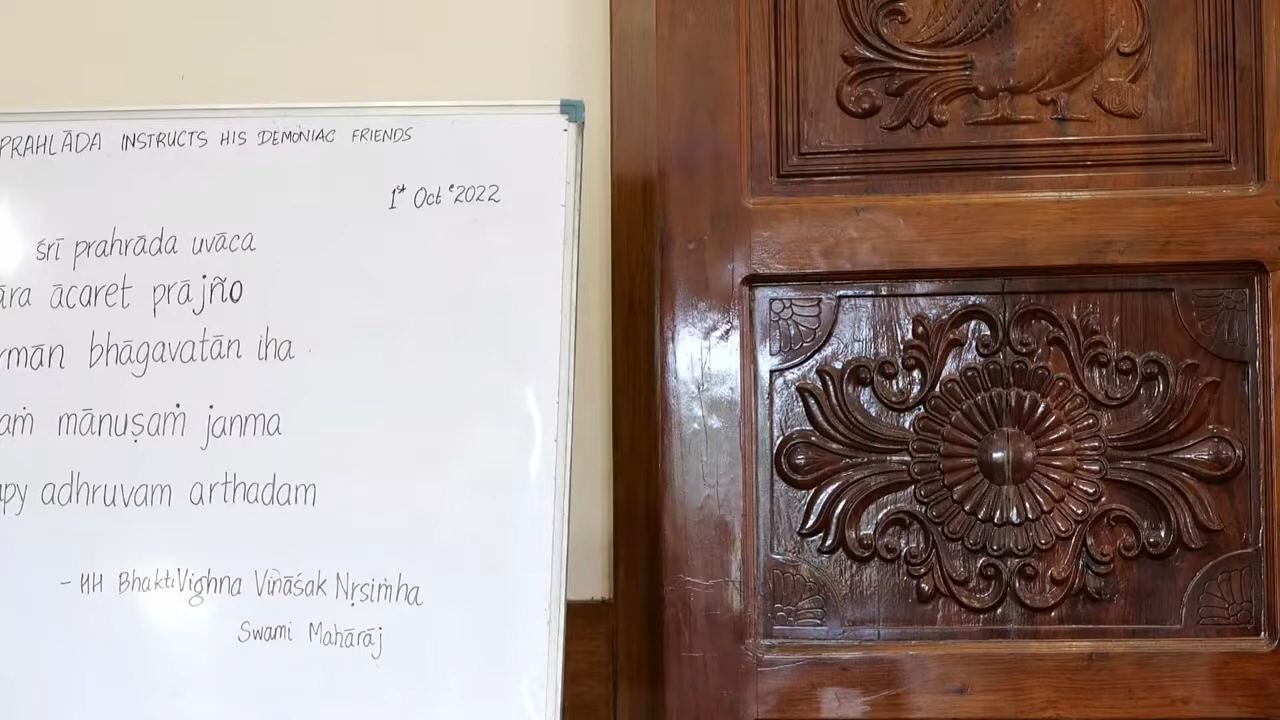 PRAHLĀDA INSTRUCTS HIS DEMONIAC FRIENDS
1st Oct 2022
śrī prahrāda uvāca
āra ācaret prājño
rmān bhāgavatān iha
aṁ mānuṣaṁ janma
apy adhruvam arthadam
- HH BhaktiVighna Vināśak Nṛsiṁha
Swami Mahārāj